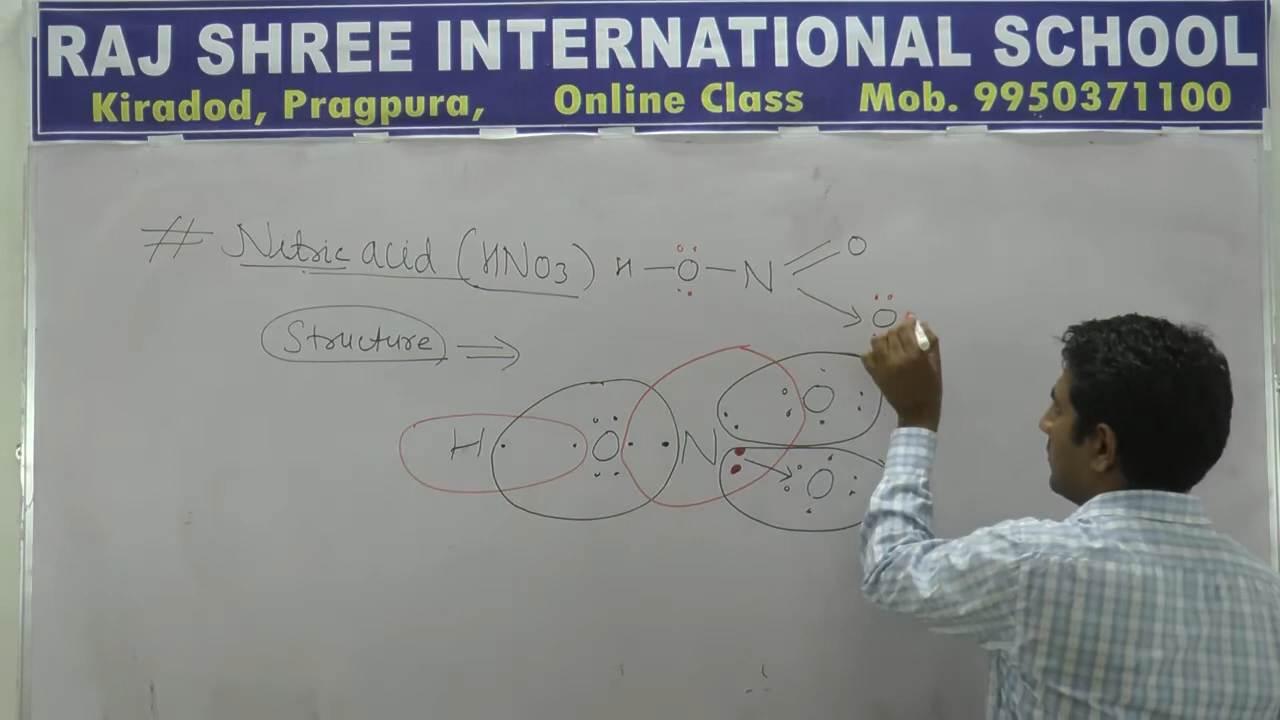 RAJ SHREE INTERNATIONAL SCHOOL
Kiradod, Pragpura, Online Class Mob. 9950371100
# Nitric acid (HNO3) H — O — N = O
→ O
Structure ⇒
H O N O
O